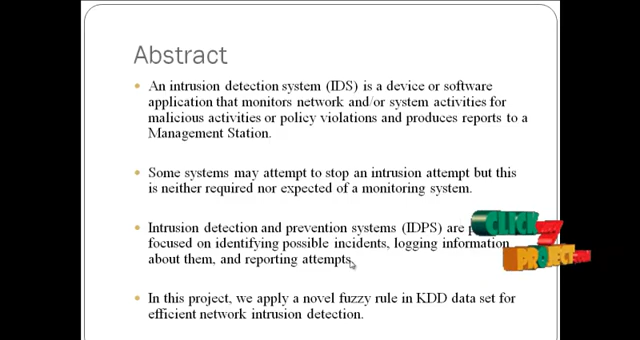 Abstract
An intrusion detection system (IDS) is a device or software
application that monitors network and/or system activities for
malicious activities or policy violations and produces reports to a
Management Station.
Some systems may attempt to stop an intrusion attempt but this
is neither required nor expected of a monitoring system.
Intrusion detection and prevention systems (IDPS) are
focused on identifying possible incidents, logging information
about them, and reporting attempts.
In this project, we apply a novel fuzzy rule in KDD data set for
efficient network intrusion detection.
CLICK
PROJECT